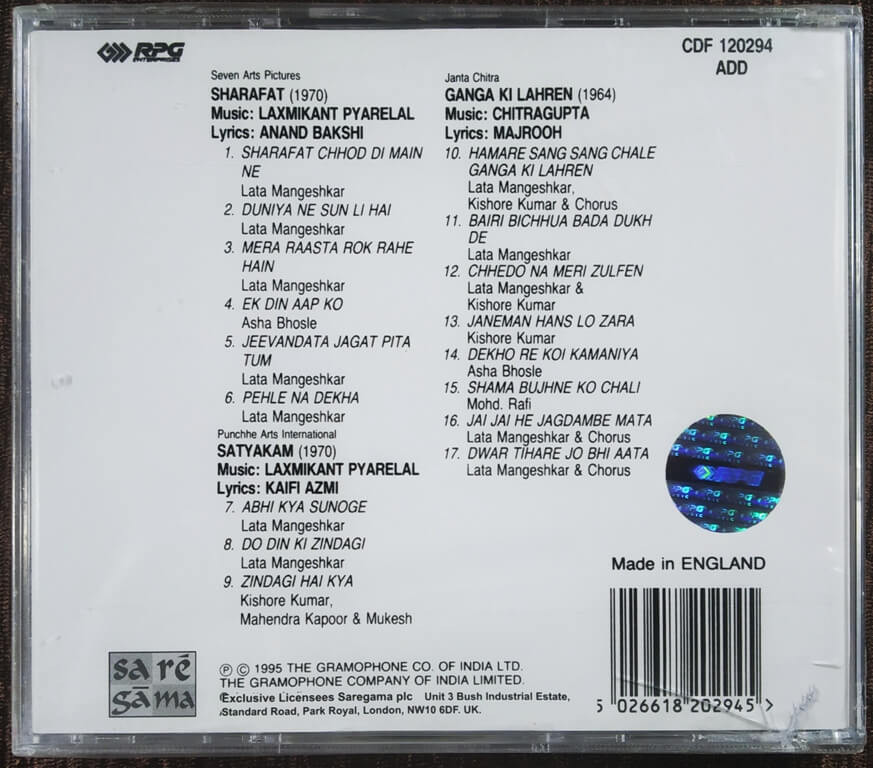 RPG
ENTERPRISES
CDF 120294
ADD
Seven Arts Pictures
SHARAFAT (1970)
Music: LAXMIKANT PYARELAL
Lyrics: ANAND BAKSHI
1. SHARAFAT CHHOD DI MAIN
NE
Lata Mangeshkar
2. DUNIYA NE SUN LI HAI
Lata Mangeshkar
3. MERA RAASTA ROK RAHE
HAIN
Lata Mangeshkar
4. EK DIN AAP KO
Asha Bhosle
5. JEEVANDATA JAGAT PITA
TUM
Lata Mangeshkar
6. PEHLE NA DEKHA
Lata Mangeshkar
Punchhe Arts International
SATYAKAM (1970)
Music: LAXMIKANT PYARELAL
Lyrics: KAIFI AZMI
7. ABHI KYA SUNOGE
Lata Mangeshkar
8. DO DIN KI ZINDAGI
Lata Mangeshkar
9. ZINDAGI HAI KYA
Kishore Kumar,
Mahendra Kapoor & Mukesh
Janta Chitra
GANGA KI LAHREN (1964)
Music: CHITRAGUPTA
Lyrics: MAJROOH
10. HAMARE SANG SANG CHALE
GANGA KI LAHREN
Lata Mangeshkar,
Kishore Kumar & Chorus
11. BAIRI BICHHUA BADA DUKH
DE
Lata Mangeshkar
12. CHHEDO NA MERI ZULFEN
Lata Mangeshkar &
Kishore Kumar
13. JANEMAN HANS LO ZARA
Kishore Kumar
14. DEKHO RE KOI KAMANIYA
Asha Bhosle
15. SHAMA BUJHNE KO CHALI
Mohd. Rafi
16. JAI JAI HE JAGDAMBE MATA
Lata Mangeshkar & Chorus
17. DWAR TIHARE JO BHI AATA
Lata Mangeshkar & Chorus
Made in ENGLAND
5 026618 202945 >
sa ré
gāma
℗ © 1995 THE GRAMOPHONE CO. OF INDIA LTD.
THE GRAMOPHONE COMPANY OF INDIA LIMITED.
Exclusive Licensees Saregama plc Unit 3 Bush Industrial Estate,
Standard Road, Park Royal, London, NW10 6DF. UK.